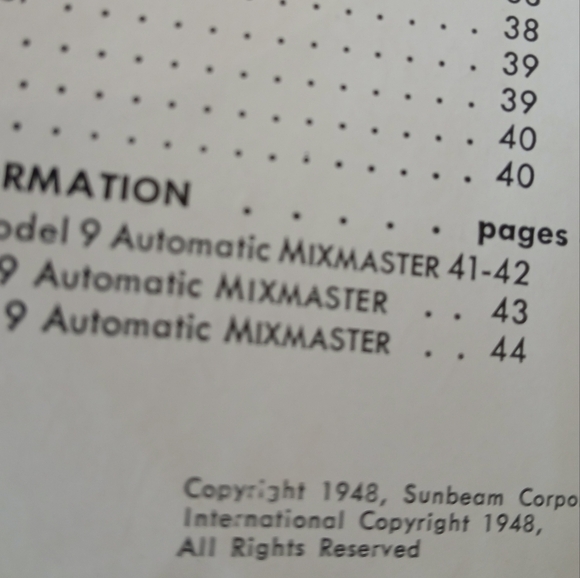 38
39
39
40
40
RMATION . . . . . pages
odel 9 Automatic MIXMASTER 41-42
9 Automatic MIXMASTER . . 43
9 Automatic MIXMASTER . . 44
Copyright 1948, Sunbeam Corpo
International Copyright 1948,
All Rights Reserved